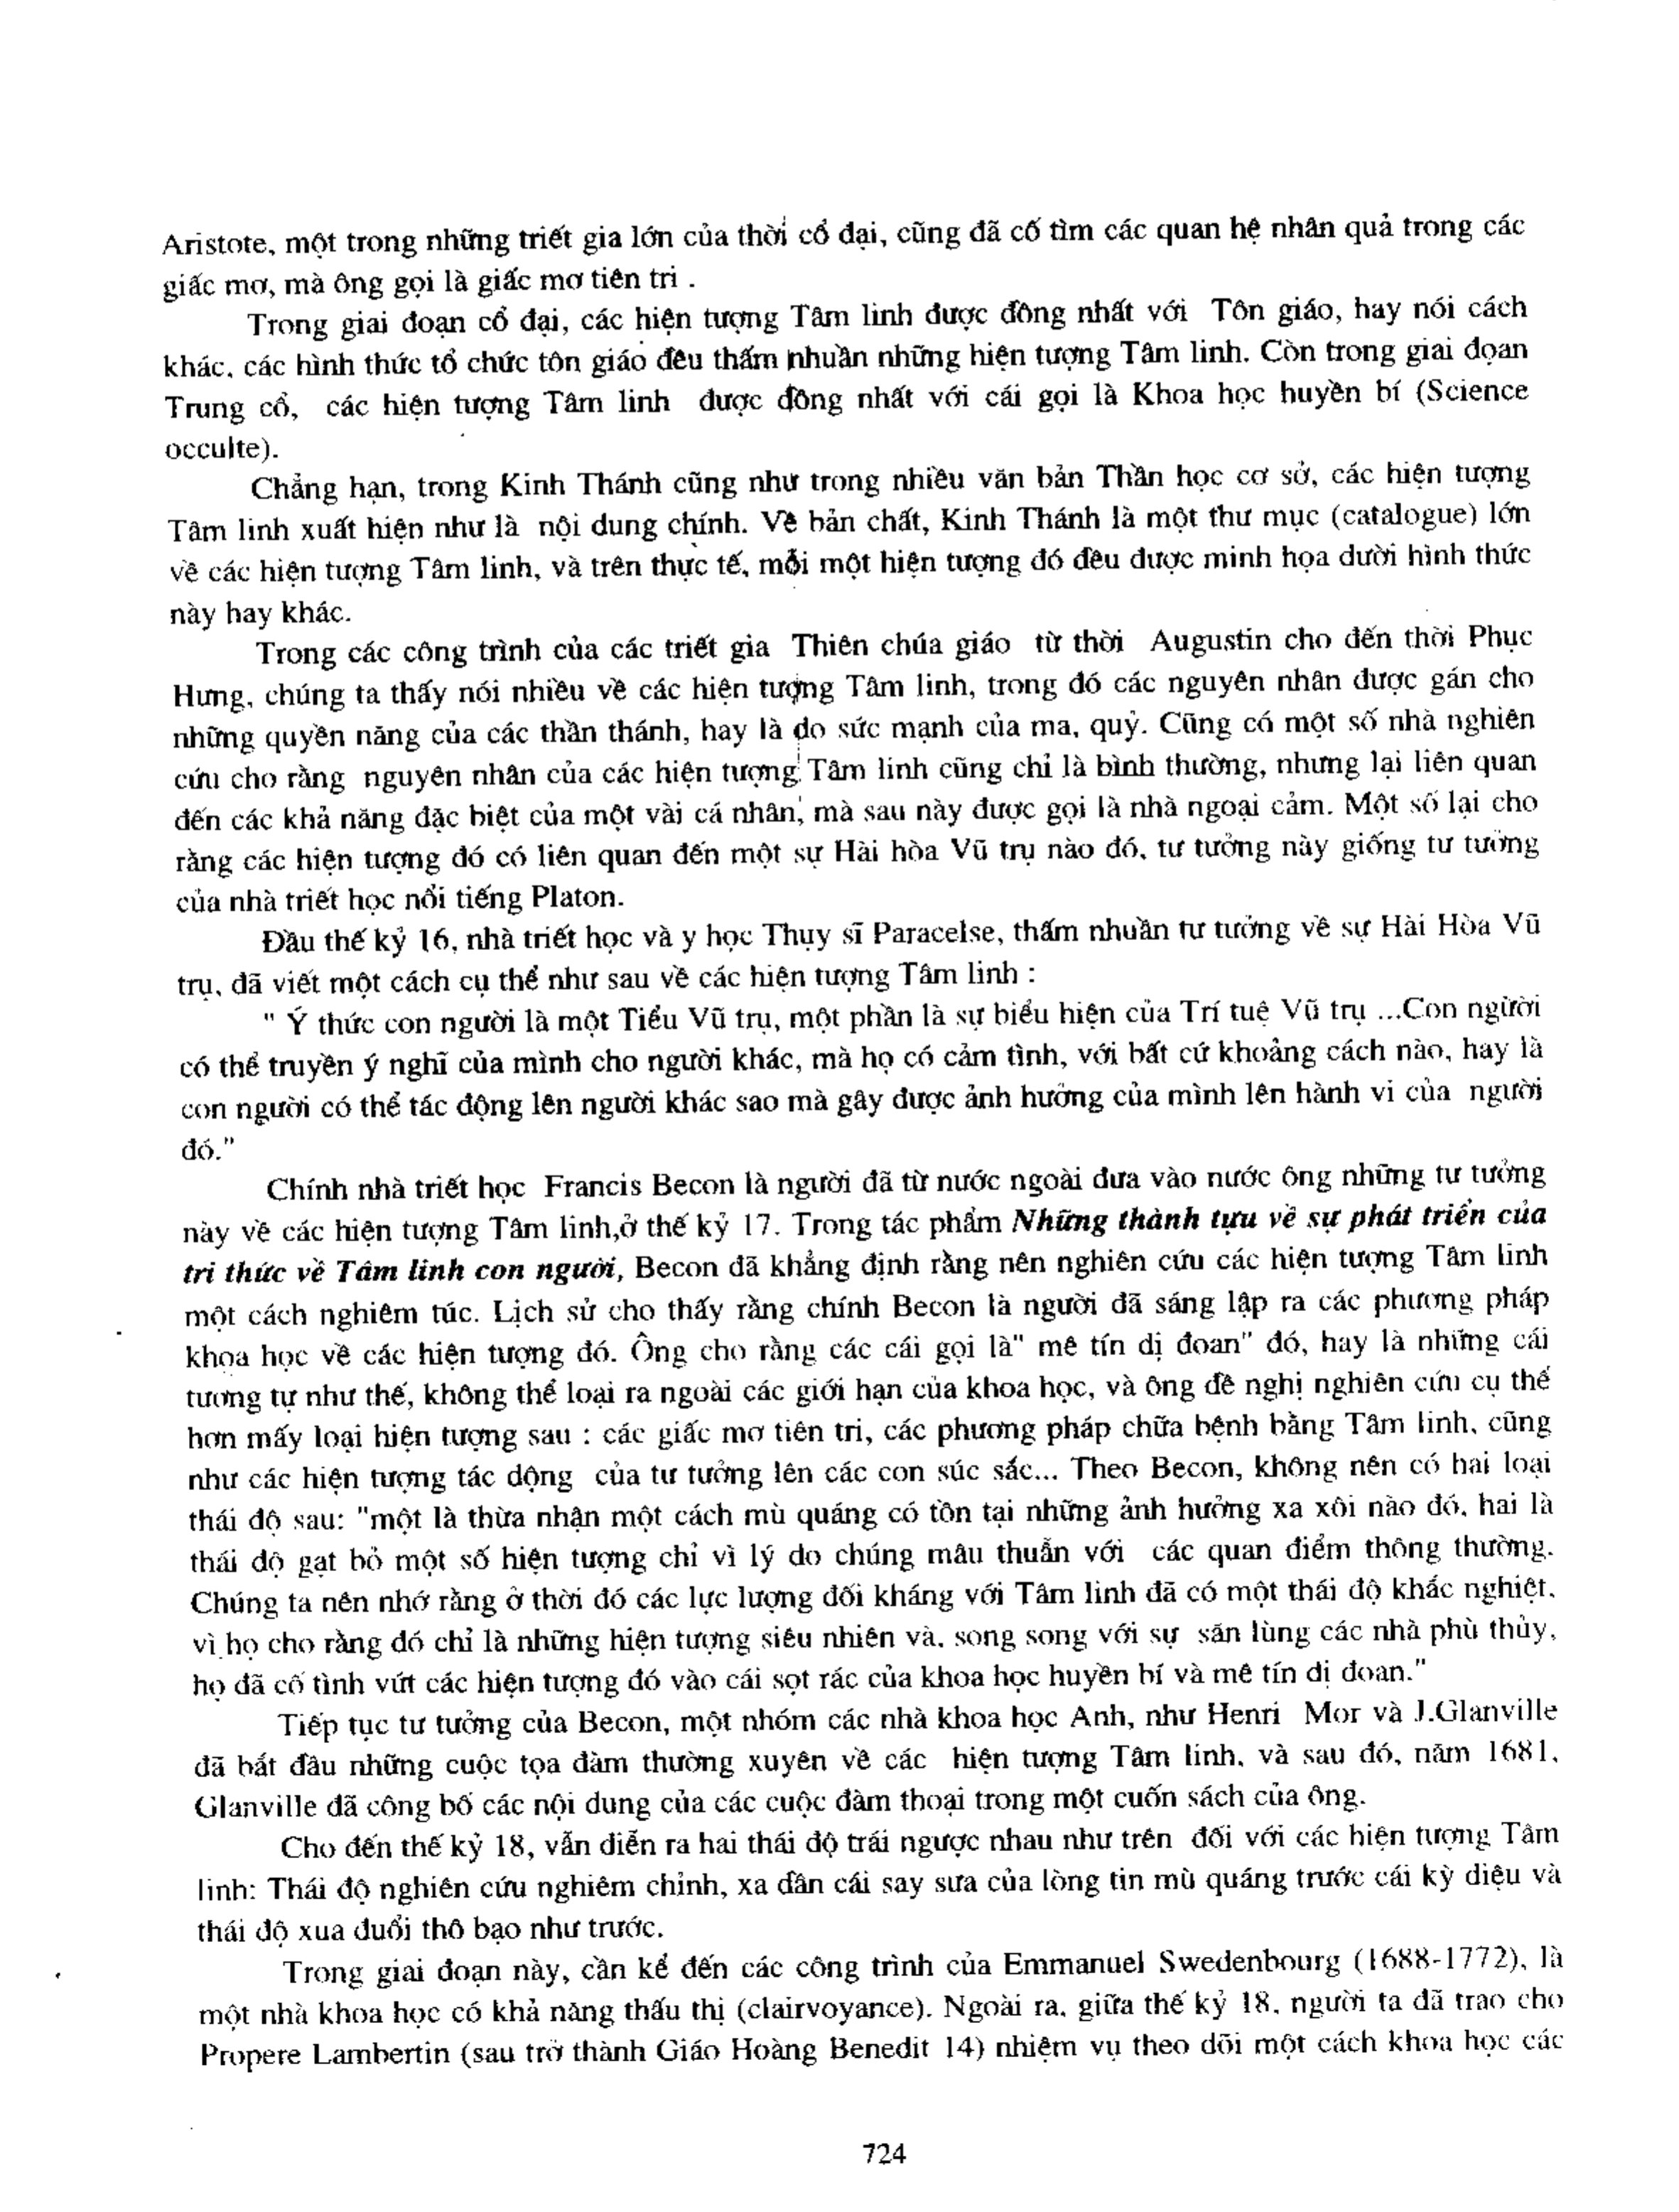 Aristote, một trong những triết gia lớn của thời cổ đại, cũng đã cố tìm các quan hệ nhân quả trong các
giấc mơ, mà ông gọi là giấc mơ tiên tri .
Trong giai đoạn cổ đại, các hiện tượng Tâm linh được đồng nhất với Tôn giáo, hay nói cách
khác, các hình thức tổ chức tôn giáo đều thấm nhuần những hiện tượng Tâm linh. Còn trong giai đọan
Trung cổ, các hiện tượng Tâm linh được đồng nhất với cái gọi là Khoa học huyền bí (Science
occulte).
Chẳng hạn, trong Kinh Thánh cũng như trong nhiều văn bản Thần học cơ sở, các hiện tượng
Tâm linh xuất hiện như là nội dung chính. Về bản chất, Kinh Thánh là một thư mục (catalogue) lớn
về các hiện tượng Tâm linh, và trên thực tế, mỗi một hiện tượng đó đều được minh họa dười hình thức
này hay khác.
Trong các công trình của các triết gia Thiên chúa giáo từ thời Augustin cho đến thời Phục
Hưng, chúng ta thấy nói nhiều về các hiện tượng Tâm linh, trong đó các nguyên nhân được gán cho
những quyền năng của các thần thánh, hay là do sức mạnh của ma, quỷ. Cũng có một số nhà nghiên
cứu cho rằng nguyên nhân của các hiện tượng Tâm linh cũng chỉ là bình thường, nhưng lại liên quan
đến các khả năng đặc biệt của một vài cá nhân, mà sau này được gọi là nhà ngoại cảm. Một số lại cho
rằng các hiện tượng đó có liên quan đến một sự Hài hòa Vũ trụ nào đó, tư tưởng này giống tư tưởng
của nhà triết học nổi tiếng Platon.
Đầu thế kỷ 16, nhà triết học và y học Thụy sĩ Paracelse, thấm nhuần tư tưởng về sự Hài Hòa Vũ
trụ, đã viết một cách cụ thể như sau về các hiện tượng Tâm linh :
" Ý thức con người là một Tiểu Vũ trụ, một phần là sự biểu hiện của Trí tuệ Vũ trụ ...Con ngừời
có thể truyền ý nghĩ của mình cho người khác, mà họ có cảm tình, với bất cứ khoảng cách nào, hay là
con người có thể tác động lên người khác sao mà gây được ảnh hưởng của mình lên hành vi của người
đó."
Chính nhà triết học Francis Becon là người đã từ nước ngoài đưa vào nước ông những tư tưởng
này về các hiện tượng Tâm linh,ở thế kỷ 17. Trong tác phẩm Những thành tựu về sự phát triển của
tri thức về Tâm linh con người, Becon đã khẳng định rằng nên nghiên cứu các hiện tượng Tâm linh
một cách nghiêm túc. Lịch sử cho thấy rằng chính Becon là người đã sáng lập ra các phương pháp
khoa học về các hiện tượng đó. Ông cho rằng các cái gọi là" mê tín dị đoan" đó, hay là những cái
tương tự như thế, không thể loại ra ngoài các giới hạn của khoa học, và ông đề nghị nghiên cứu cụ thể
hơn mấy loại hiện tượng sau : các giấc mơ tiên tri, các phương pháp chữa bệnh bằng Tâm linh, cũng
như các hiện tượng tác động của tư tưởng lên các con súc sắc... Theo Becon, không nên có hai loại
thái độ sau: "một là thừa nhận một cách mù quáng có tồn tại những ảnh hưởng xa xôi nào đó, hai là
thái độ gạt bỏ một số hiện tượng chỉ vì lý do chúng mâu thuẫn với các quan điểm thông thường.
Chúng ta nên nhớ rằng ở thời đó các lực lượng đối kháng với Tâm linh đã có một thái độ khắc nghiệt,
vì họ cho rằng đó chỉ là những hiện tượng siêu nhiên và, song song với sự săn lùng các nhà phù thủy,
họ đã cố tình vứt các hiện tượng đó vào cái sọt rác của khoa học huyền bí và mê tín dị đoan."
Tiếp tục tư tưởng của Becon, một nhóm các nhà khoa học Anh, như Henri Mor và J.Glanville
đã bắt đầu những cuộc tọa đàm thường xuyên về các hiện tượng Tâm linh, và sau đó, năm 1681,
Glanville đã công bố các nội dung của các cuộc đàm thoại trong một cuốn sách của ông.
Cho đến thế kỷ 18, vẫn diễn ra hai thái độ trái ngược nhau như trên đối với các hiện tượng Tâm
linh: Thái độ nghiên cứu nghiêm chỉnh, xa dần cái say sưa của lòng tin mù quáng trước cái kỳ diệu và
thái độ xua đuổi thô bạo như trước.
Trong giai đoạn này, cần kể đến các công trình của Emmanuel Swedenbourg (1688-1772), là
một nhà khoa học có khả năng thấu thị (clairvoyance). Ngoài ra, giữa thế kỷ 18, người ta đã trao cho
Propere Lambertin (sau trở thành Giáo Hoàng Benedit 14) nhiệm vụ theo dõi một cách khoa học các
724